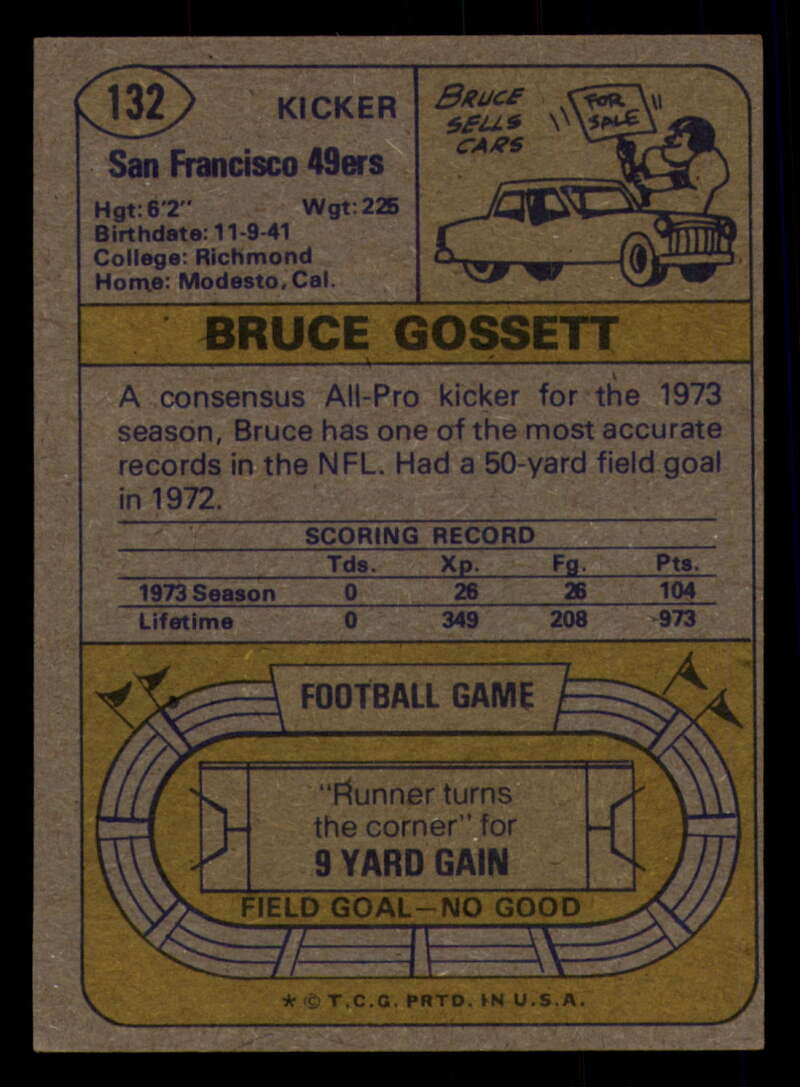 132
KICKER
San Francisco 49ers
Hgt: 6'2" Wgt: 225
Birthdate: 11-9-41
College: Richmond
Home: Modesto, Cal.
BRUCE
SELLS
CARS
FOR
SALE
BRUCE GOSSETT
A consensus All-Pro kicker for the 1973
season, Bruce has one of the most accurate
records in the NFL. Had a 50-yard field goal
in 1972.
SCORING RECORD
Tds. Xp. Fg. Pts.
1973 Season 0 26 26 104
Lifetime 0 349 208 973
FOOTBALL GAME
"Runner turns
the corner" for
9 YARD GAIN
FIELD GOAL—NO GOOD
* © T.C.G. PRTD. IN U.S.A.